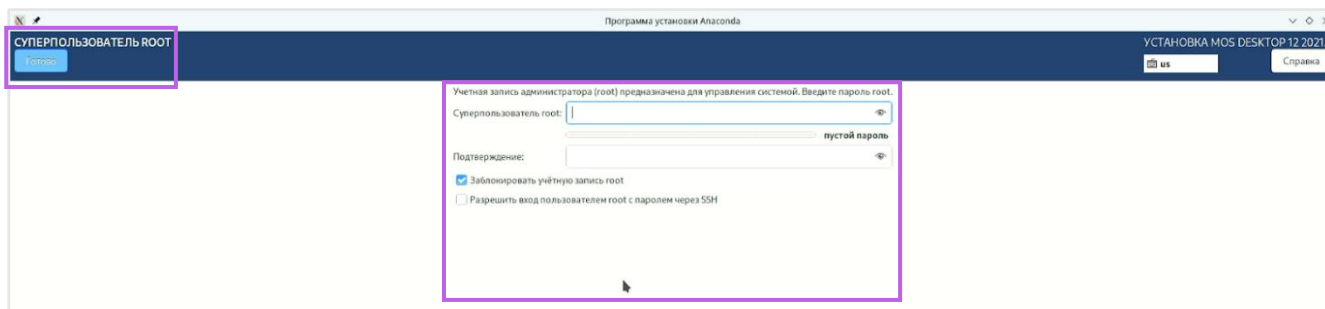 Программа установки Anaconda
СУПЕРПОЛЬЗОВАТЕЛЬ ROOT
УСТАНОВКА MOS DESKTOP 12 2021.
Готово
us
Справка
Учетная запись администратора (root) предназначена для управления системой. Введите пароль root.
Суперпользователь root:
пустой пароль
Подтверждение:
Заблокировать учётную запись root
Разрешить вход пользователем root с паролем через SSH